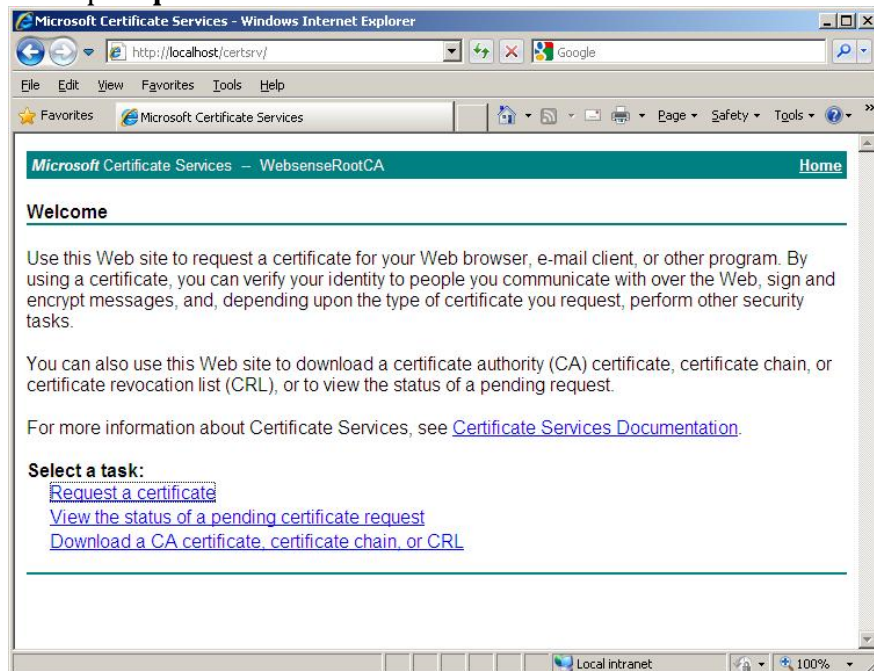 Microsoft Certificate Services - Windows Internet Explorer
http://localhost/certsrv/
Google
File Edit View Favorites Tools Help
Favorites Microsoft Certificate Services Page Safety Tools »
Microsoft Certificate Services -- WebsenseRootCA Home
Welcome
Use this Web site to request a certificate for your Web browser, e-mail client, or other program. By
using a certificate, you can verify your identity to people you communicate with over the Web, sign and
encrypt messages, and, depending upon the type of certificate you request, perform other security
tasks.
You can also use this Web site to download a certificate authority (CA) certificate, certificate chain, or
certificate revocation list (CRL), or to view the status of a pending request.
For more information about Certificate Services, see Certificate Services Documentation.
Select a task:
Request a certificate
View the status of a pending certificate request
Download a CA certificate, certificate chain, or CRL
Local intranet 100%